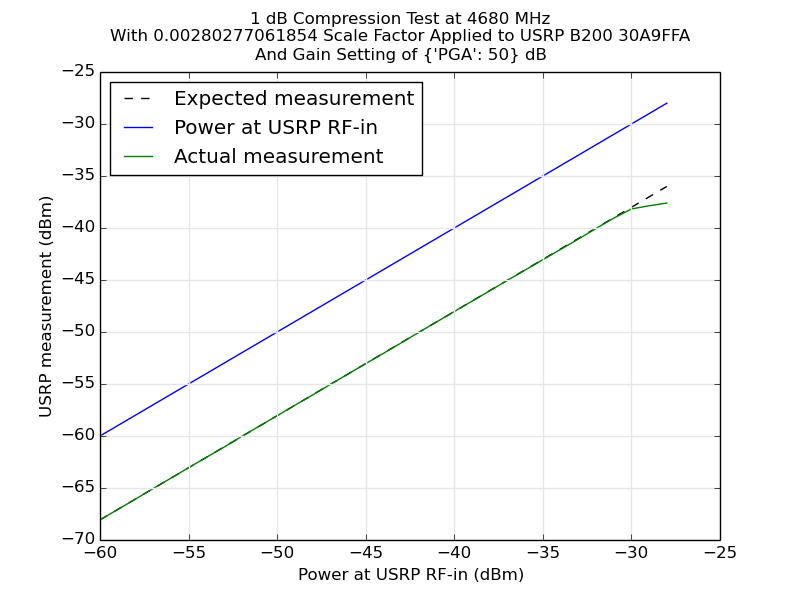 1 dB Compression Test at 4680 MHz
With 0.00280277061854 Scale Factor Applied to USRP B200 30A9FFA
And Gain Setting of {'PGA': 50} dB
Expected measurement
Power at USRP RF-in
Actual measurement
−25
−30
−35
−40
−45
−50
−55
−60
−65
−70
USRP measurement (dBm)
−60 −55 −50 −45 −40 −35 −30 −25
Power at USRP RF-in (dBm)